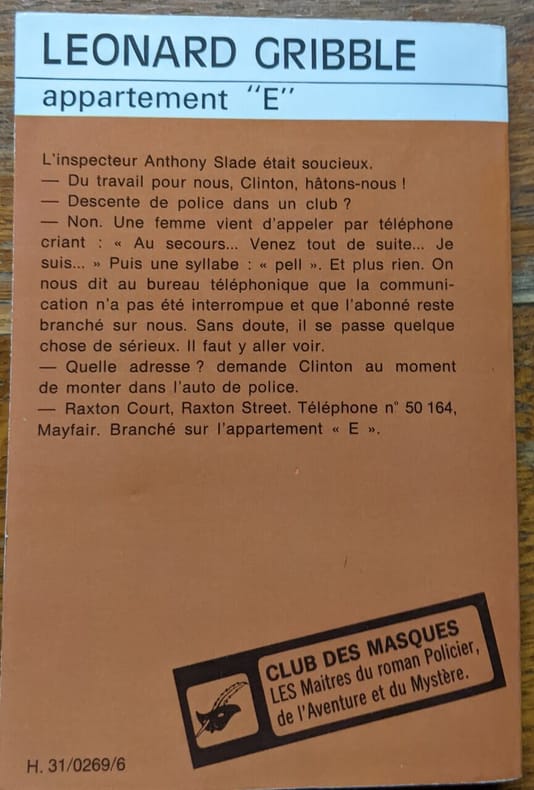 LEONARD GRIBBLE
appartement "E"
L'inspecteur Anthony Slade était soucieux.
— Du travail pour nous, Clinton, hâtons-nous !
— Descente de police dans un club ?
— Non. Une femme vient d'appeler par téléphone
criant : « Au secours... Venez tout de suite... Je
suis... » Puis une syllabe : « pell ». Et plus rien. On
nous dit au bureau téléphonique que la communi-
cation n'a pas été interrompue et que l'abonné reste
branché sur nous. Sans doute, il se passe quelque
chose de sérieux. Il faut y aller voir.
— Quelle adresse ? demande Clinton au moment
de monter dans l'auto de police.
— Raxton Court, Raxton Street. Téléphone n° 50 164,
Mayfair. Branché sur l'appartement « E ».
CLUB DES MASQUES
LES Maitres du roman Policier,
de l'Aventure et du Mystère.
H. 31/0269/6